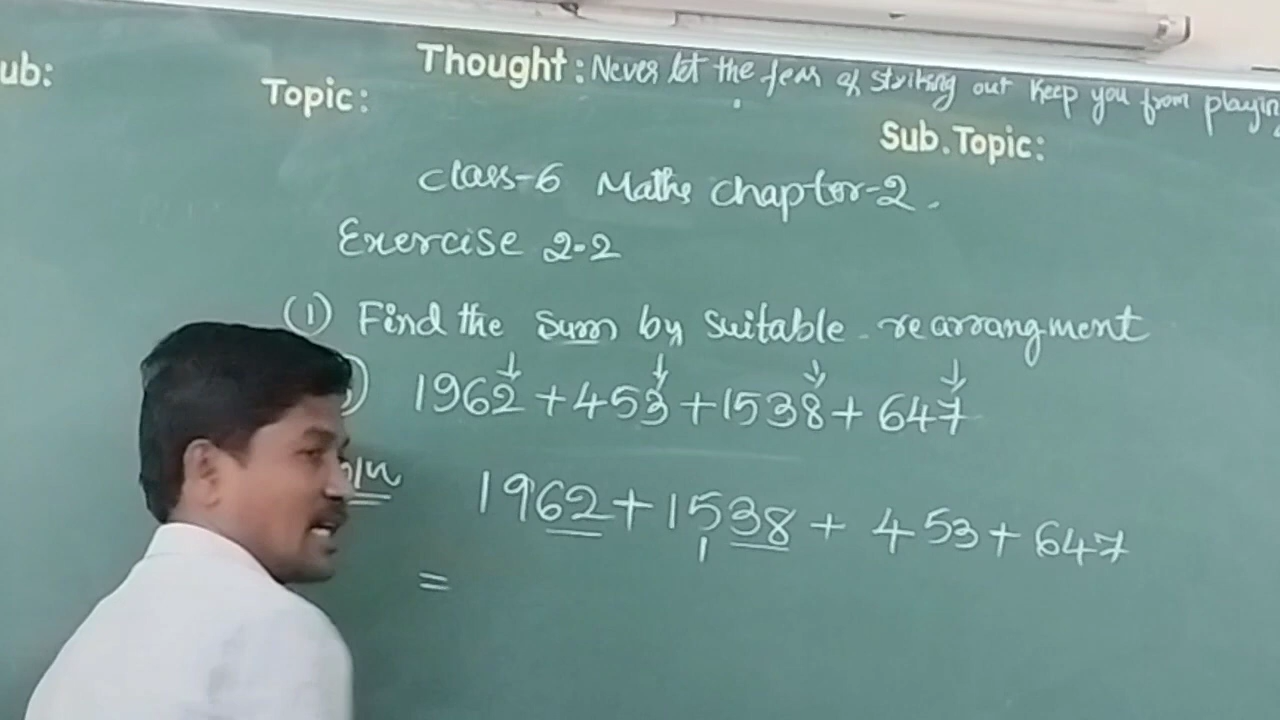 ub:
Thought: Never let the fear of striking out keep you from playin
Topic:
Sub.Topic:
class-6 Maths chapter-2.
Exercise 2-2
(1) Find the sum by suitable rearrangment
) 1962+453+1538+647
oln 1962+1538+453+647
=